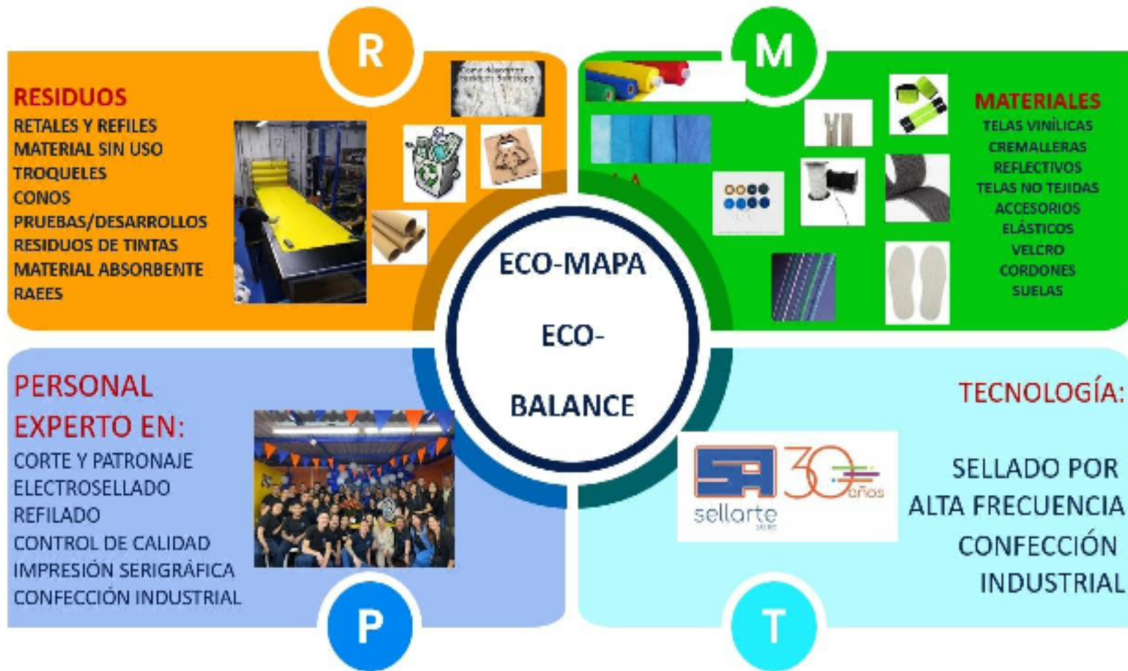 R
M
RESIDUOS
RETALES Y REFILES
MATERIAL SIN USO
TROQUELES
CONOS
PRUEBAS/DESARROLLOS
RESIDUOS DE TINTAS
MATERIAL ABSORBENTE
RAEES
MATERIALES
TELAS VINÍLICAS
CREMALLERAS
REFLECTIVOS
TELAS NO TEJIDAS
ACCESORIOS
ELÁSTICOS
VELCRO
CORDONES
SUELAS
ECO-MAPA
ECO-
BALANCE
PERSONAL
EXPERTO EN:
CORTE Y PATRONAJE
ELECTROSELLADO
REFILADO
CONTROL DE CALIDAD
IMPRESIÓN SERIGRÁFICA
CONFECCIÓN INDUSTRIAL
TECNOLOGÍA:
SA 30 años
sellarte
SELLADO POR
ALTA FRECUENCIA
CONFECCIÓN
INDUSTRIAL
P
T